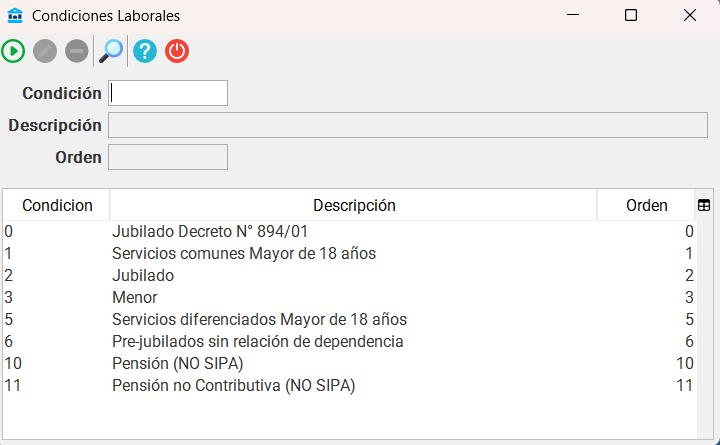 Condiciones Laborales
?
Condición
Descripción
Orden
Condicion Descripción Orden
0 Jubilado Decreto N° 894/01 0
1 Servicios comunes Mayor de 18 años 1
2 Jubilado 2
3 Menor 3
5 Servicios diferenciados Mayor de 18 años 5
6 Pre-jubilados sin relación de dependencia 6
10 Pensión (NO SIPA) 10
11 Pensión no Contributiva (NO SIPA) 11